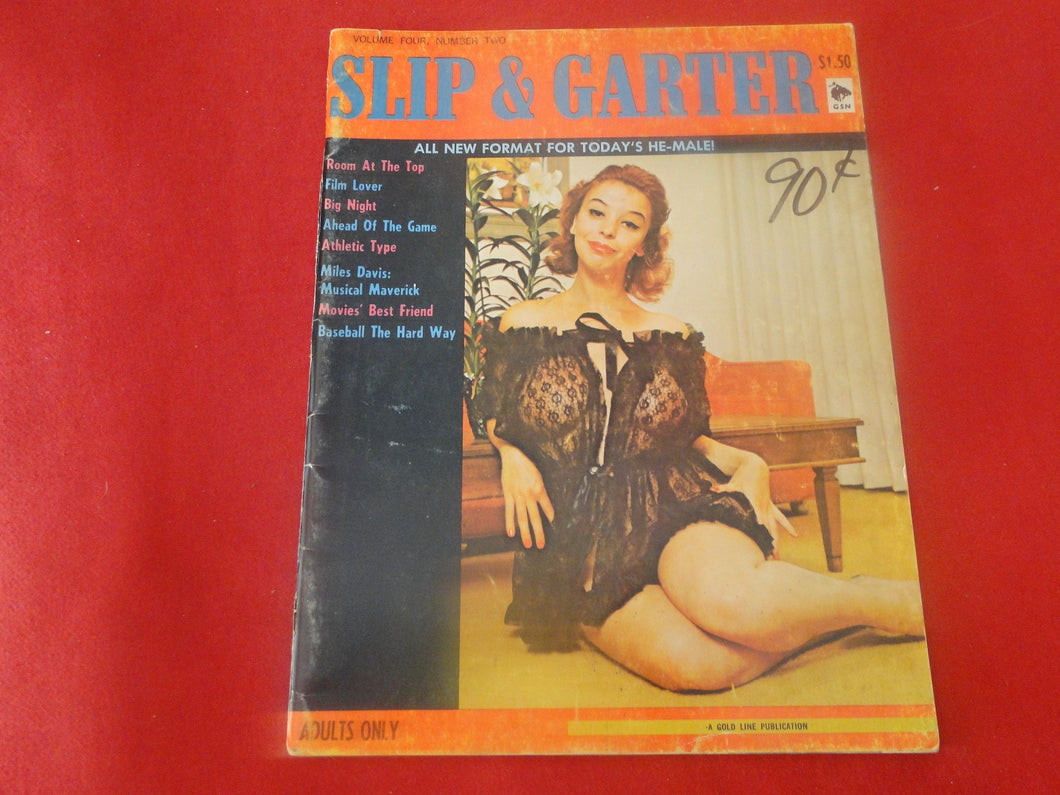 VOLUME FOUR, NUMBER TWO
SLIP & GARTER
$1.50
GSN
ALL NEW FORMAT FOR TODAY'S HE-MALE!
90¢
Room At The Top
Film Lover
Big Night
Ahead Of The Game
Athletic Type
Miles Davis:
Musical Maverick
Movies' Best Friend
Baseball The Hard Way
ADULTS ONLY
·A GOLD LINE PUBLICATION